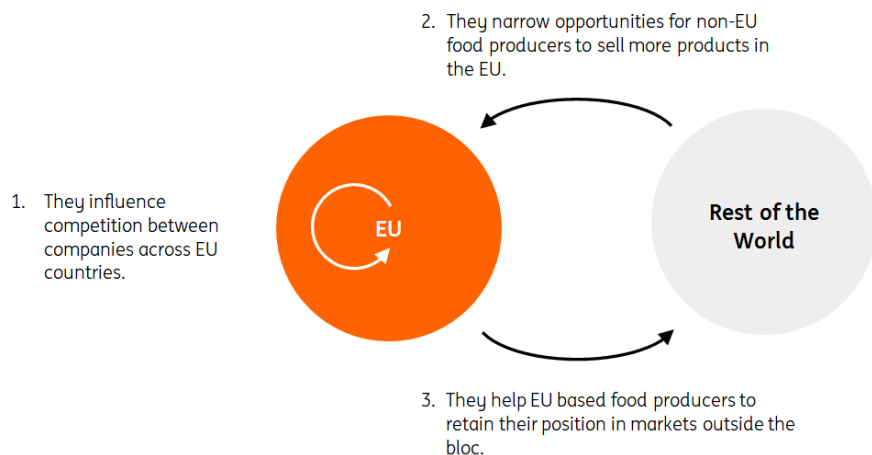 2. They narrow opportunities for non-EU
food producers to sell more products in
the EU.
1. They influence
competition between
companies across EU
countries.
EU
Rest of the
World
3. They help EU based food producers to
retain their position in markets outside the
bloc.